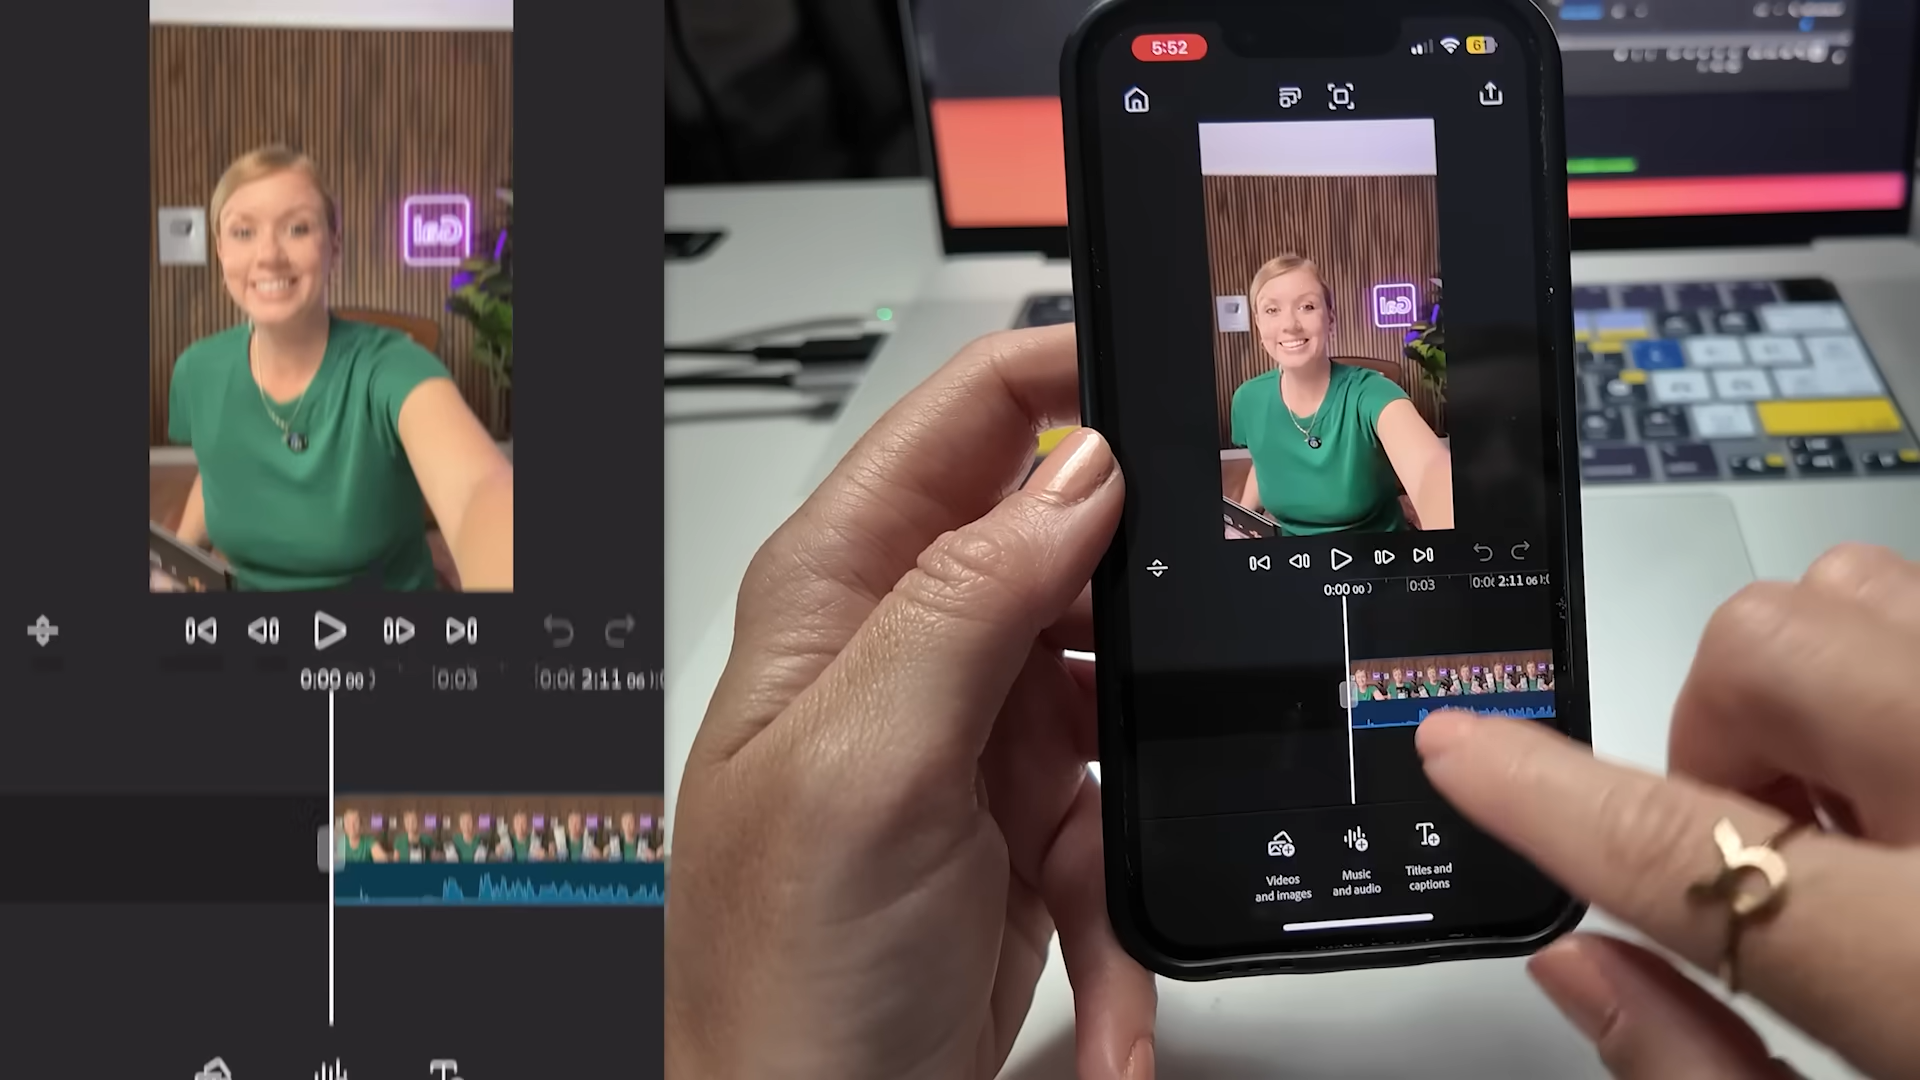 0:00 00
0:03
2:11 06
5:52
61
0:00 00
0:03
2:11 06
Videos
and images
Music
and audio
Titles and
captions